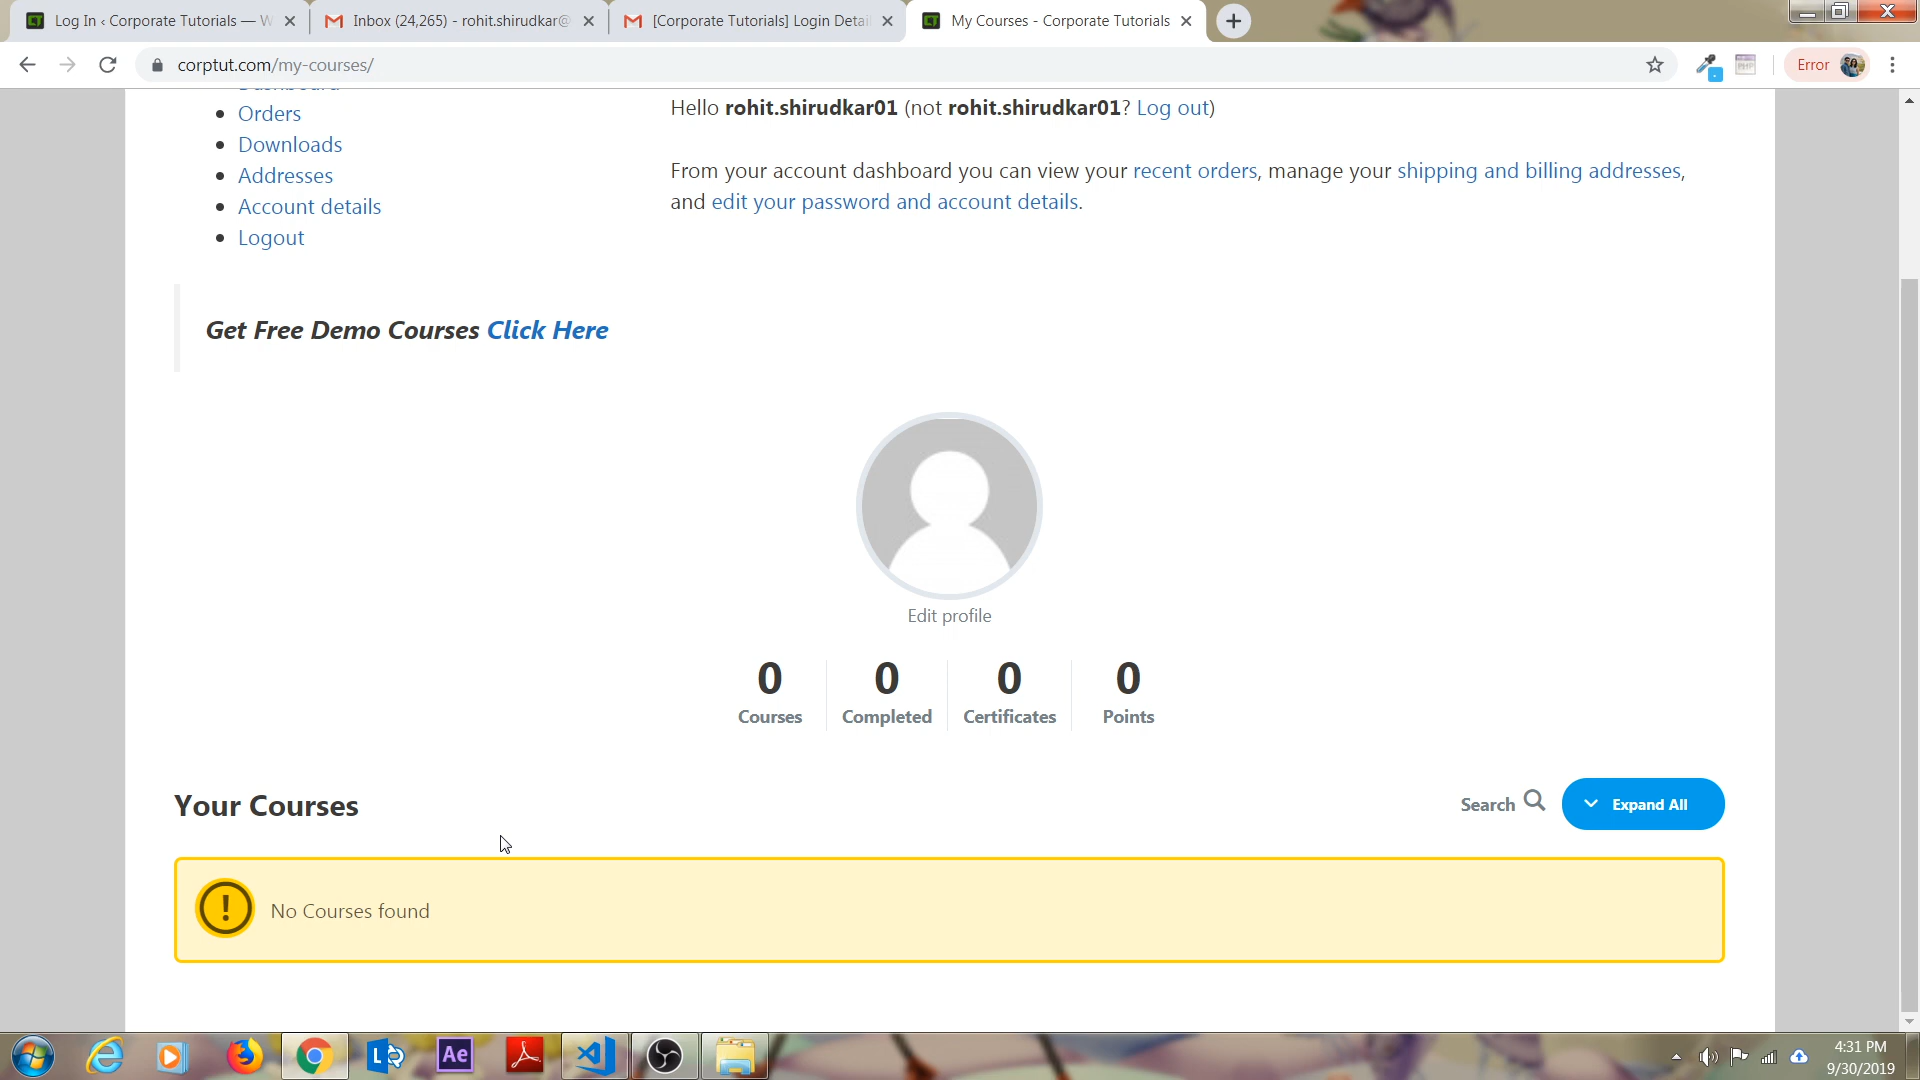 Log In ‹ Corporate Tutorials — W
Inbox (24,265) - rohit.shirudkar@
[Corporate Tutorials] Login Detai
My Courses - Corporate Tutorials
corptut.com/my-courses/
Error
Orders
Downloads
Addresses
Account details
Logout
Hello rohit.shirudkar01 (not rohit.shirudkar01? Log out)
From your account dashboard you can view your recent orders, manage your shipping and billing addresses,
and edit your password and account details.
Get Free Demo Courses Click Here
Edit profile
0 0 0 0
Courses Completed Certificates Points
Your Courses
Search
Expand All
! No Courses found
Ae
4:31 PM
9/30/2019